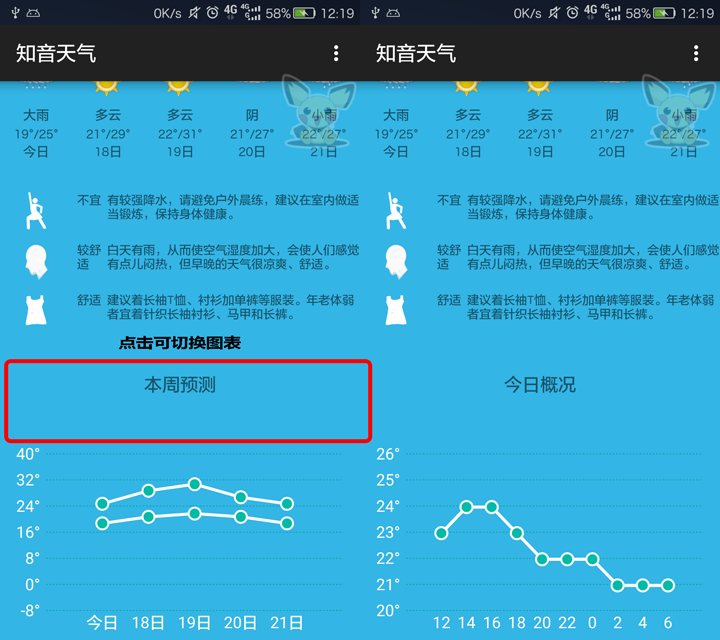 0K/s 4G 4G 58% 12:19
知音天气
大雨 多云 多云 阴 小雨
19°/25° 21°/29° 22°/31° 21°/27° 22°/27°
今日 18日 19日 20日 21日
不宜 有较强降水，请避免户外晨练，建议在室内做适
当锻炼，保持身体健康。
较舒 白天有雨，从而使空气湿度加大，会使人们感觉
适 有点儿闷热，但早晚的天气很凉爽、舒适。
舒适 建议着长袖T恤、衬衫加单裤等服装。年老体弱
者宜着针织长袖衬衫、马甲和长裤。
点击可切换图表
本周预测
40°
32°
24°
16°
8°
0°
-8°
今日 18日 19日 20日 21日
0K/s 4G 4G 58% 12:19
知音天气
大雨 多云 多云 阴 小雨
19°/25° 21°/29° 22°/31° 21°/27° 22°/27°
今日 18日 19日 20日 21日
不宜 有较强降水，请避免户外晨练，建议在室内做适
当锻炼，保持身体健康。
较舒 白天有雨，从而使空气湿度加大，会使人们感觉
适 有点儿闷热，但早晚的天气很凉爽、舒适。
舒适 建议着长袖T恤、衬衫加单裤等服装。年老体弱
者宜着针织长袖衬衫、马甲和长裤。
今日概况
26°
25°
24°
23°
22°
21°
20°
12 14 16 18 20 22 0 2 4 6